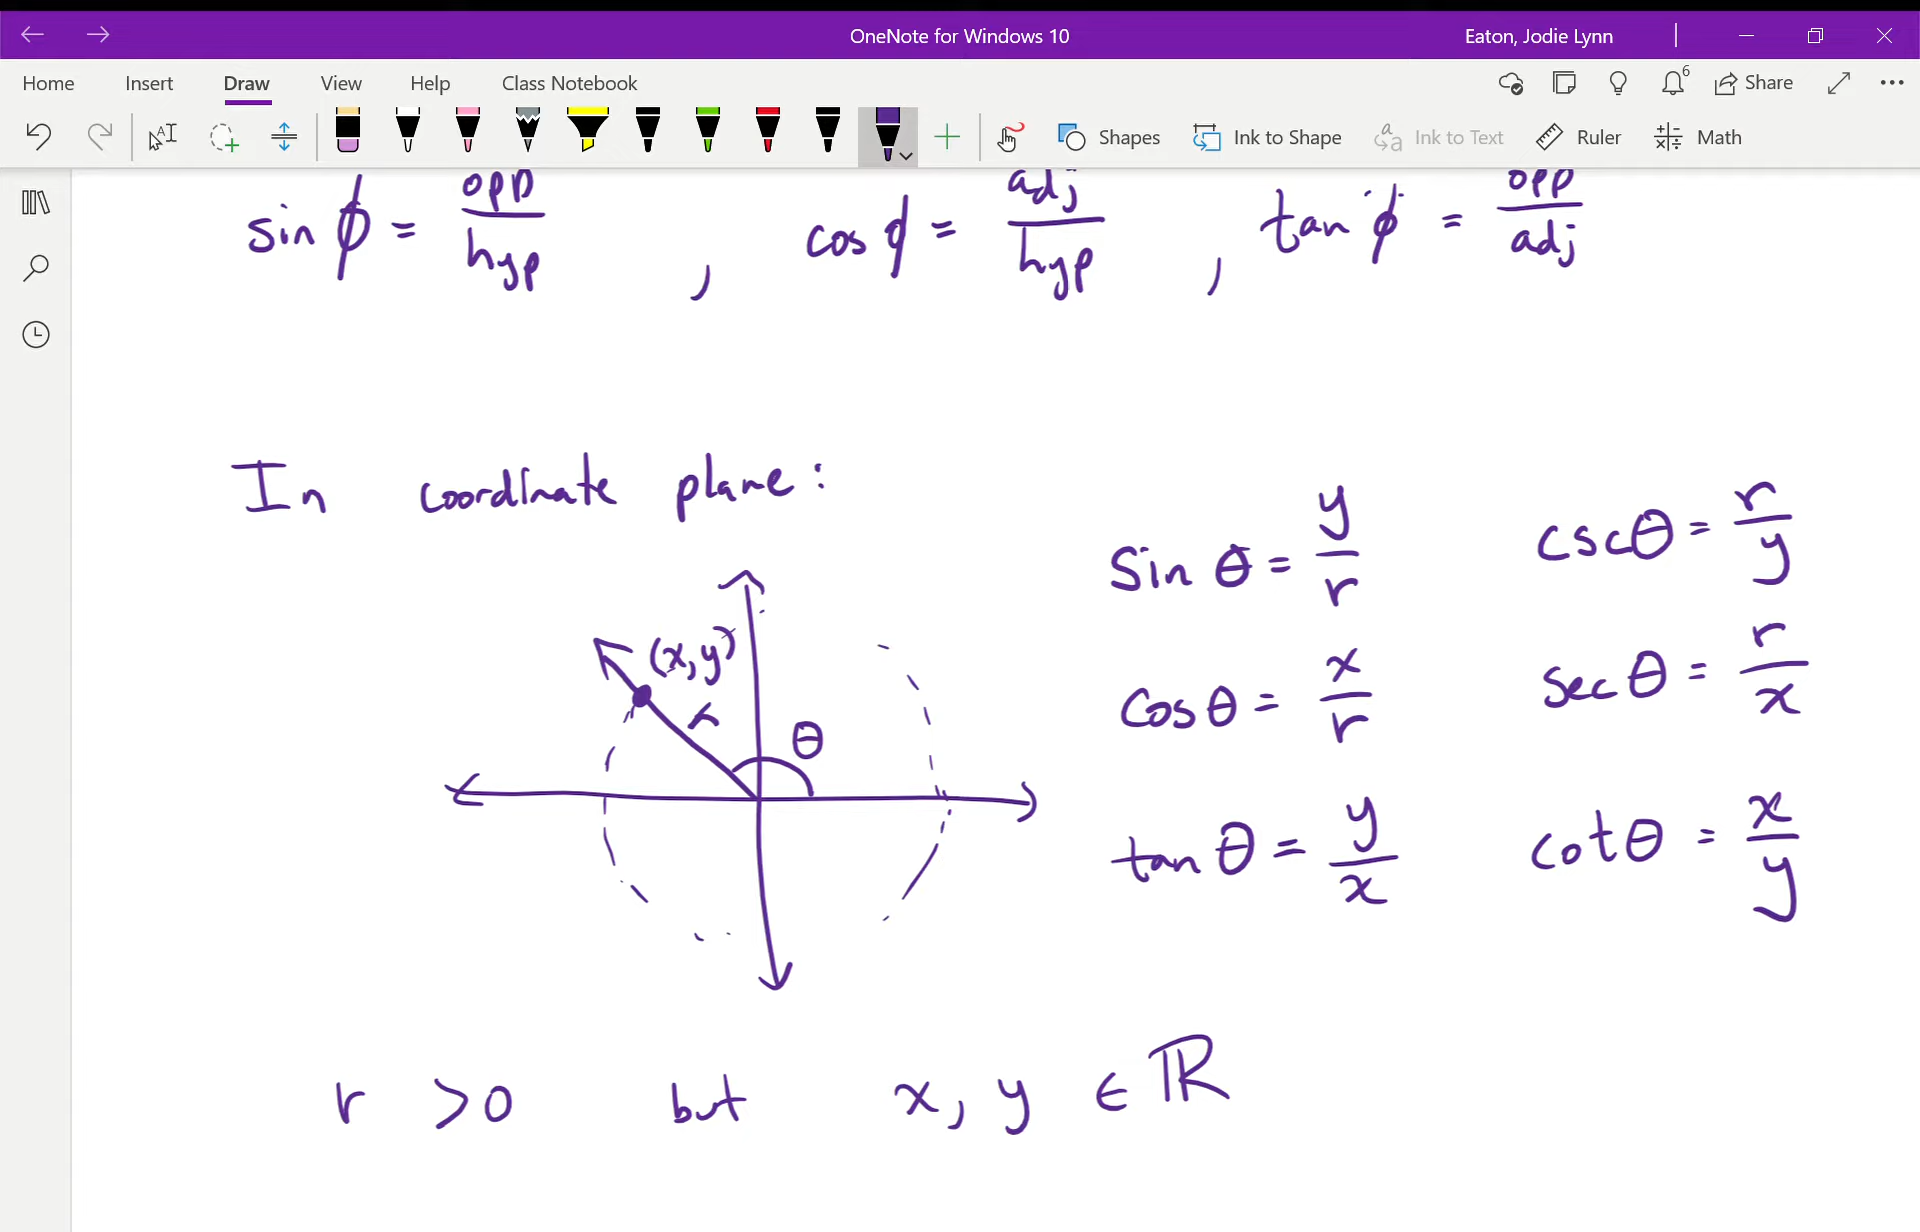 OneNote for Windows 10
Eaton, Jodie Lynn
Home Insert Draw View Help Class Notebook
6
Share
Shapes Ink to Shape Ink to Text Ruler Math
sin ϕ = opp/hyp , cos ϕ = adj/hyp , tan ϕ = opp/adj
In coordinate plane:
(x, y)
r
θ
sin θ = y/r csc θ = r/y
cos θ = x/r sec θ = r/x
tan θ = y/x cot θ = x/y
r > 0 but x, y ∈ ℝ